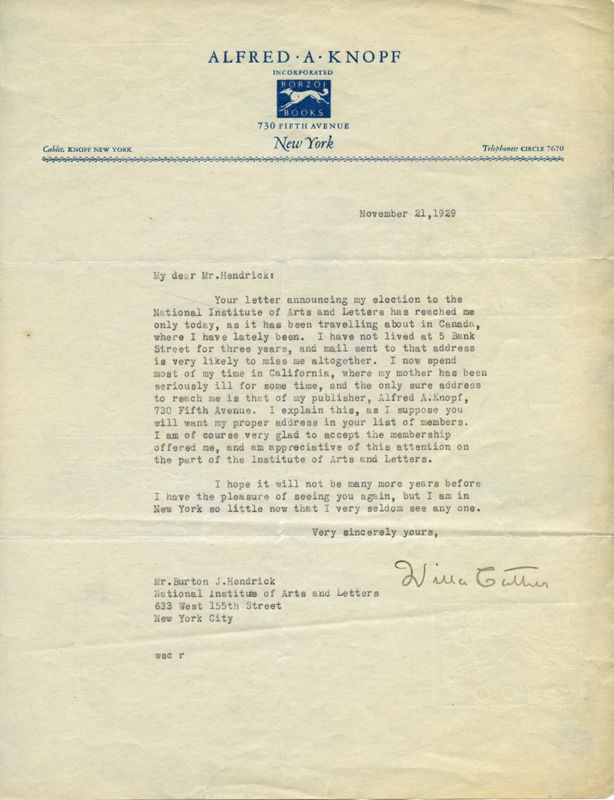 ALFRED · A · KNOPF
INCORPORATED
BORZOI
BOOKS
730 FIFTH AVENUE
New York
Cables, KNOPF NEW YORK
Telephones: CIRCLE 7670
November 21,1929
My dear Mr.Hendrick:
Your letter announcing my election to the
National Institute of Arts and Letters has reached me
only today, as it has been travelling about in Canada,
where I have lately been.  I have not lived at 5 Bank
Street for three years, and mail sent to that address
is very likely to miss me altogether.  I now spend
most of my time in California, where my mother has been
seriously ill for some time, and the only sure address
to reach me is that of my publisher, Alfred A.Knopf,
730 Fifth Avenue.  I explain this, as I suppose you
will want my proper address in your list of members.
I am of course very glad to accept the membership
offered me, and am appreciative of this attention on
the part of the Institute of Arts and Letters.
I hope it will not be many more years before
I have the pleasure of seeing you again, but I am in
New York so little now that I very seldom see any one.
Very sincerely yours,
Willa Cather
Mr.Burton J.Hendrick
National Institute of Arts and Letters
633 West 155th Street
New York City
wsc r